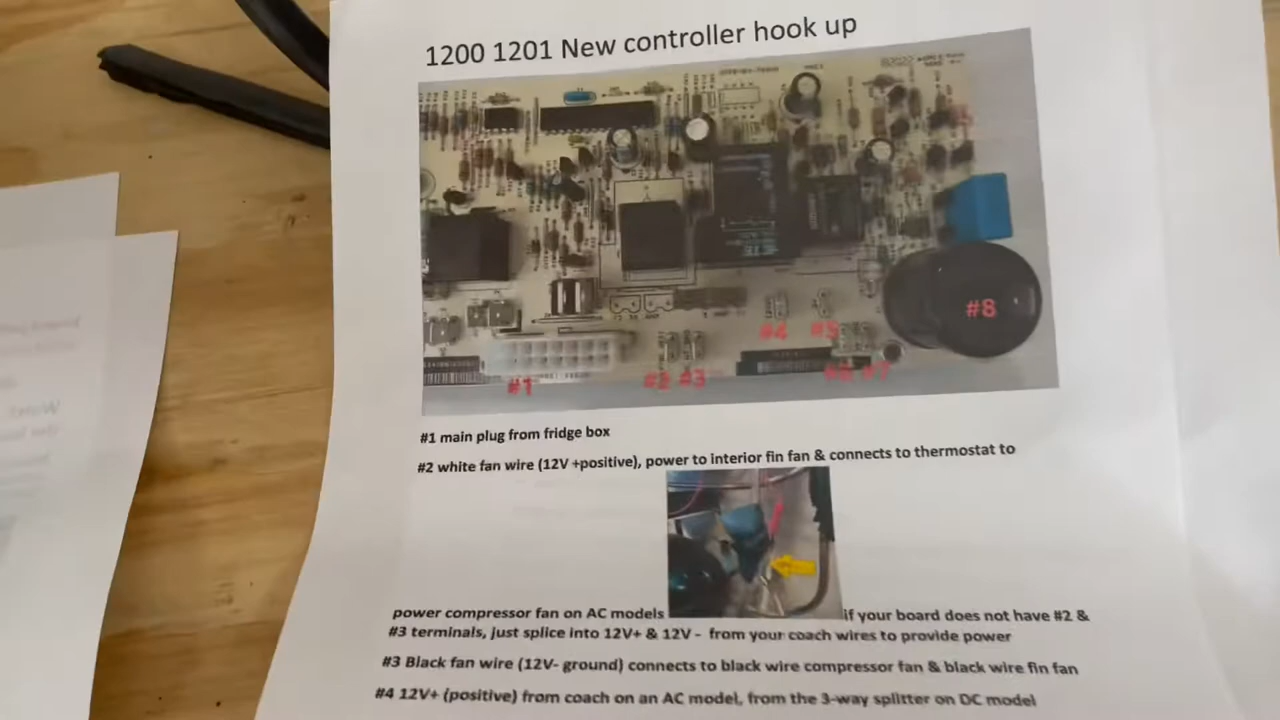 1200 1201 New controller hook up
#4 #5
#8
#1 #2 #3 #6 #7
#1 main plug from fridge box
#2 white fan wire (12V +positive), power to interior fin fan & connects to thermostat to
power compressor fan on AC models if your board does not have #2 &
#3 terminals, just splice into 12V+ & 12V - from your coach wires to provide power
#3 Black fan wire (12V- ground) connects to black wire compressor fan & black wire fin fan
#4 12V+ (positive) from coach on an AC model, from the 3-way splitter on DC model